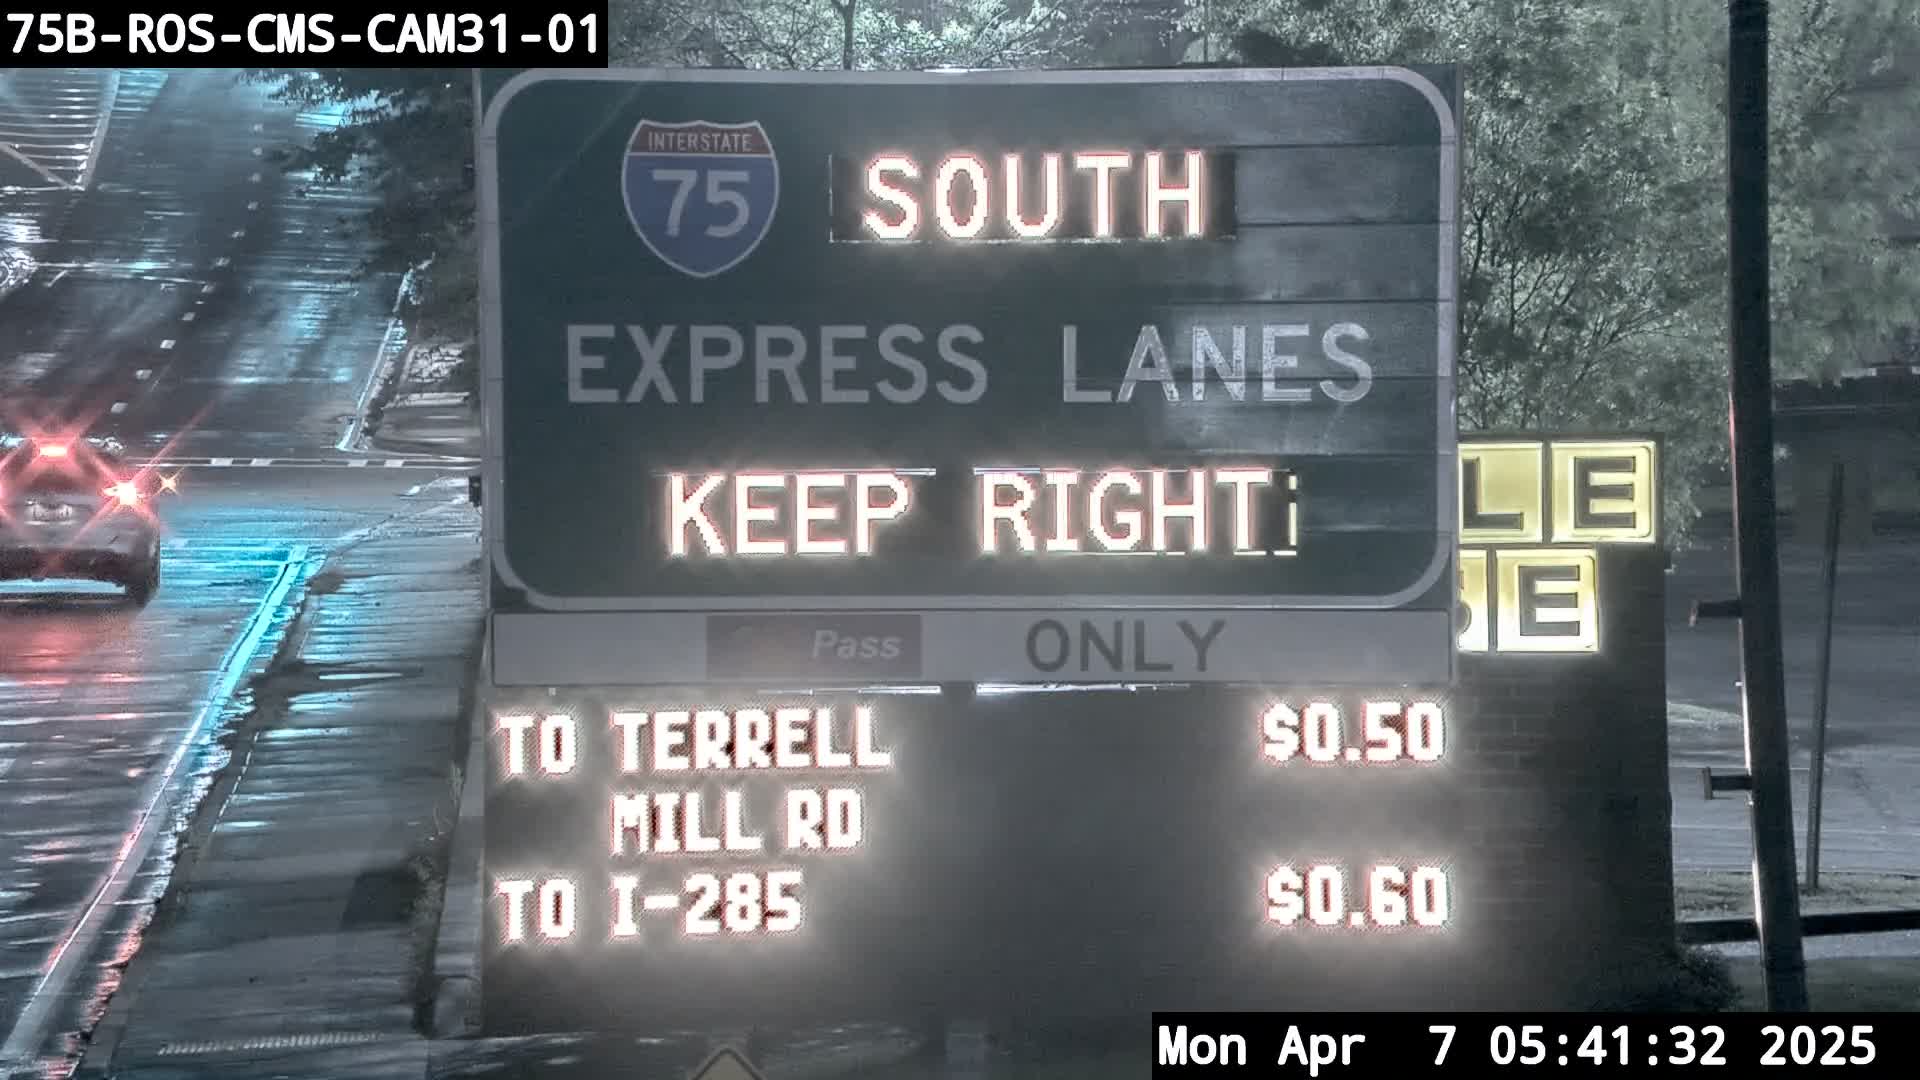 75B-ROS-CMS-CAM31-01
INTERSTATE
75
SOUTH
EXPRESS LANES
KEEP RIGHT
Pass ONLY
TO TERRELL $0.50
MILL RD
TO I-285 $0.60
LE
E
Mon Apr 7 05:41:32 2025